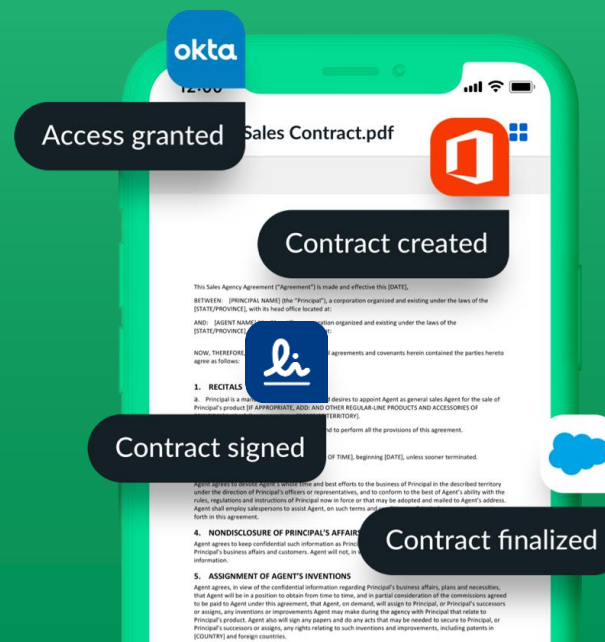 okta
12:00
Access granted
Sales Contract.pdf
Contract created
This Sales Agency Agreement ("Agreement") is made and effective this [DATE],
BETWEEN: [PRINCIPAL NAME] (the "Principal"), a corporation organized and existing under the laws of the
[STATE/PROVINCE], with its head office located at:
AND: [AGENT NAME] organized and existing under the laws of the
[STATE/PROVINCE] at:
NOW, THEREFORE, agreements and covenants herein contained the parties hereto
agree as follows:
li
1. RECITALS
a. Principal is a desires to appoint Agent as general sales Agent for the sale of
Principal's product [IF APPROPRIATE, ADD: AND OTHER REGULAR-LINE PRODUCTS AND ACCESSORIES OF
TERRITORY].
to perform all the provisions of this agreement.
Contract signed
OF TIME], beginning [DATE], unless sooner terminated.
Agent agrees to devote Agent's whole time and best efforts to the business of Principal in the described territory
under the direction of Principal's officers or representatives, and to conform to the best of Agent's ability with the
rules, regulations and instructions of Principal now in force or that may be adopted and mailed to Agent's address.
Agent shall employ salespersons to assist Agent, on such terms and
forth in this agreement.
Contract finalized
4. NONDISCLOSURE OF PRINCIPAL'S AFFAIRS
Agent agrees to keep confidential such information as
Principal's business affairs and customers. Agent will not, in
information.
5. ASSIGNMENT OF AGENT'S INVENTIONS
Agent agrees, in view of the confidential information regarding Principal's business affairs, plans and necessities,
that Agent will be in a position to obtain from time to time, and in partial consideration of the commissions agreed
to be paid to Agent under this agreement, that Agent, on demand, will assign to Principal, or Principal's successors
or assigns, any inventions or improvements Agent may make during the agency with Principal that relate to
Principal's product. Agent also will sign any papers and do any acts that may be needed to secure to Principal, or
Principal's successors or assigns, any rights relating to such inventions and improvements, including patents in
[COUNTRY] and foreign countries.